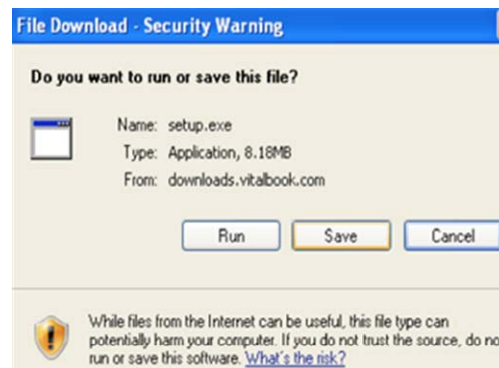 File Download - Security Warning
Do you want to run or save this file?
Name: setup.exe
Type: Application, 8.18MB
From: downloads.vitalbook.com
Run Save Cancel
While files from the Internet can be useful, this file type can
potentially harm your computer. If you do not trust the source, do no
run or save this software. What's the risk?